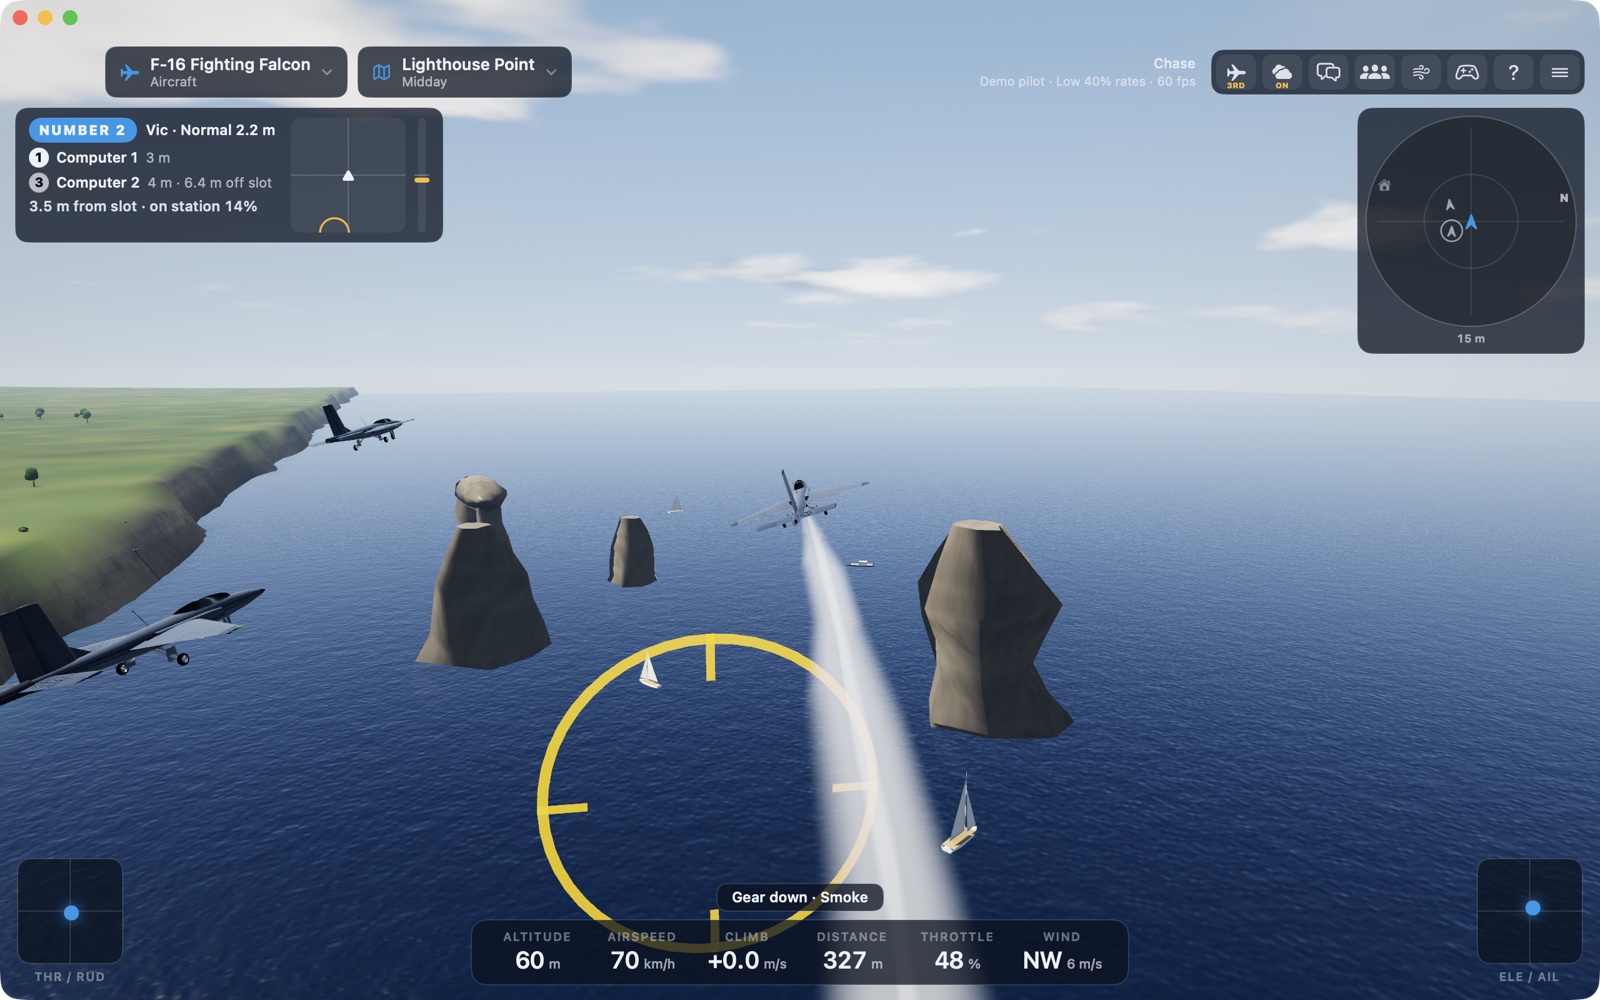 F-16 Fighting Falcon
Aircraft
Lighthouse Point
Midday
Chase
Demo pilot · Low 40% rates · 60 fps
3RD
ON
?
NUMBER 2 Vic · Normal 2.2 m
1 Computer 1 3 m
3 Computer 2 4 m · 6.4 m off slot
3.5 m from slot · on station 14%
N
15 m
Gear down · Smoke
ALTITUDE AIRSPEED CLIMB DISTANCE THROTTLE WIND
60 m 70 km/h +0.0 m/s 327 m 48 % NW 6 m/s
THR / RUD
ELE / AIL